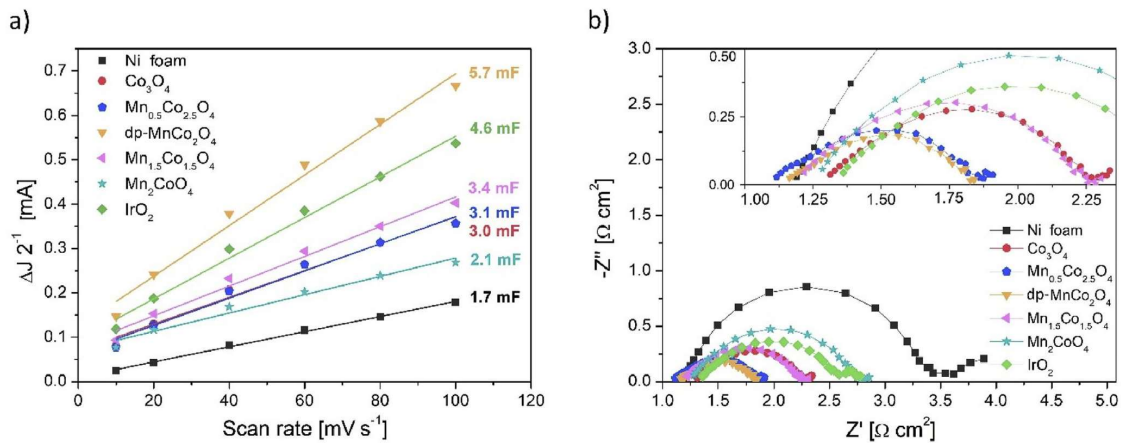 a)
ΔJ 2⁻¹ [mA]
0.7
0.6
0.5
0.4
0.3
0.2
0.1
0.0
0
20
40
60
80
100
120
Scan rate [mV s⁻¹]
Ni foam
Co₃O₄
Mn₀.₅Co₂.₅O₄
dp-MnCo₂O₄
Mn₁.₅Co₁.₅O₄
Mn₂CoO₄
IrO₂
5.7 mF
4.6 mF
3.4 mF
3.1 mF
3.0 mF
2.1 mF
1.7 mF
b)
-Z'' [Ω cm²]
3.0
2.5
2.0
1.5
1.0
0.5
0.0
1.0
1.5
2.0
2.5
3.0
3.5
4.0
4.5
5.0
Z' [Ω cm²]
0.50
0.25
0.00
1.00
1.25
1.50
1.75
2.00
2.25
Ni foam
Co₃O₄
Mn₀.₅Co₂.₅O₄
dp-MnCo₂O₄
Mn₁.₅Co₁.₅O₄
Mn₂CoO₄
IrO₂